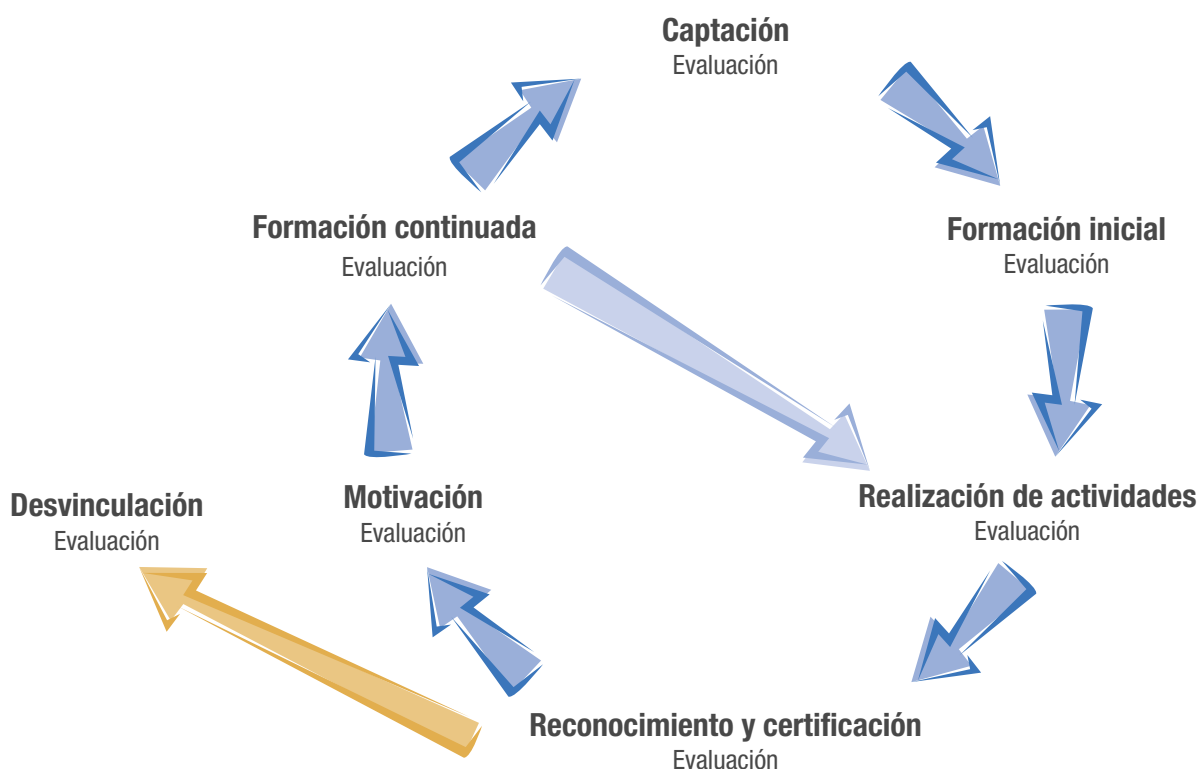 Captación
Evaluación
Formación continuada
Evaluación
Formación inicial
Evaluación
Desvinculación
Evaluación
Motivación
Evaluación
Realización de actividades
Evaluación
Reconocimiento y certificación
Evaluación